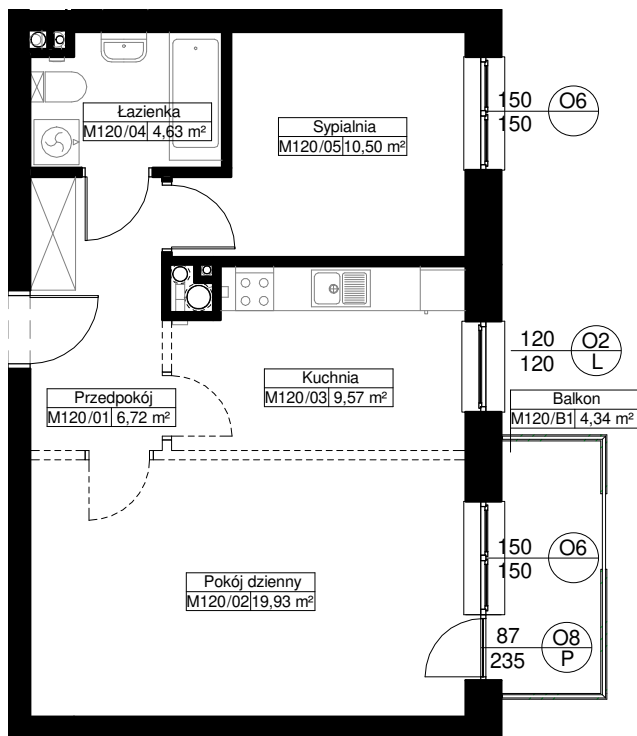 Łazienka
M120/04 4,63 m²
Sypialnia
M120/05 10,50 m²
150
150
O6
Przedpokój
M120/01 6,72 m²
Kuchnia
M120/03 9,57 m²
120
120
O2
L
Balkon
M120/B1 4,34 m²
Pokój dzienny
M120/02 19,93 m²
150
150
O6
87
235
O8
P